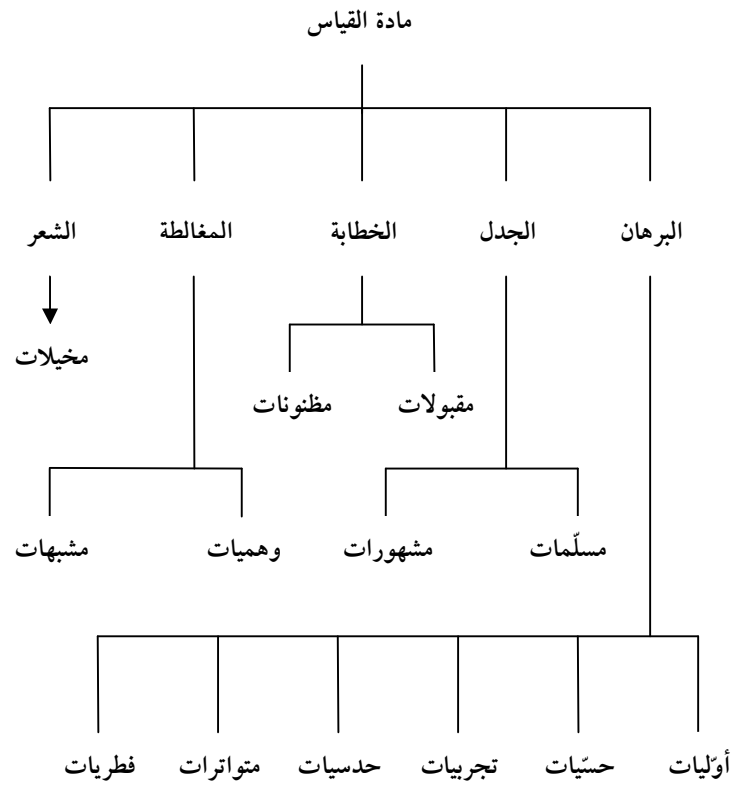 مادة القياس
البرهان الجدل الخطابة المغالطة الشعر
مخيلات
مقبولات مظنونات
مسلّمات مشهورات وهميات مشبهات
أوّليات حسّيات تجربيات حدسيات متواترات فطريات